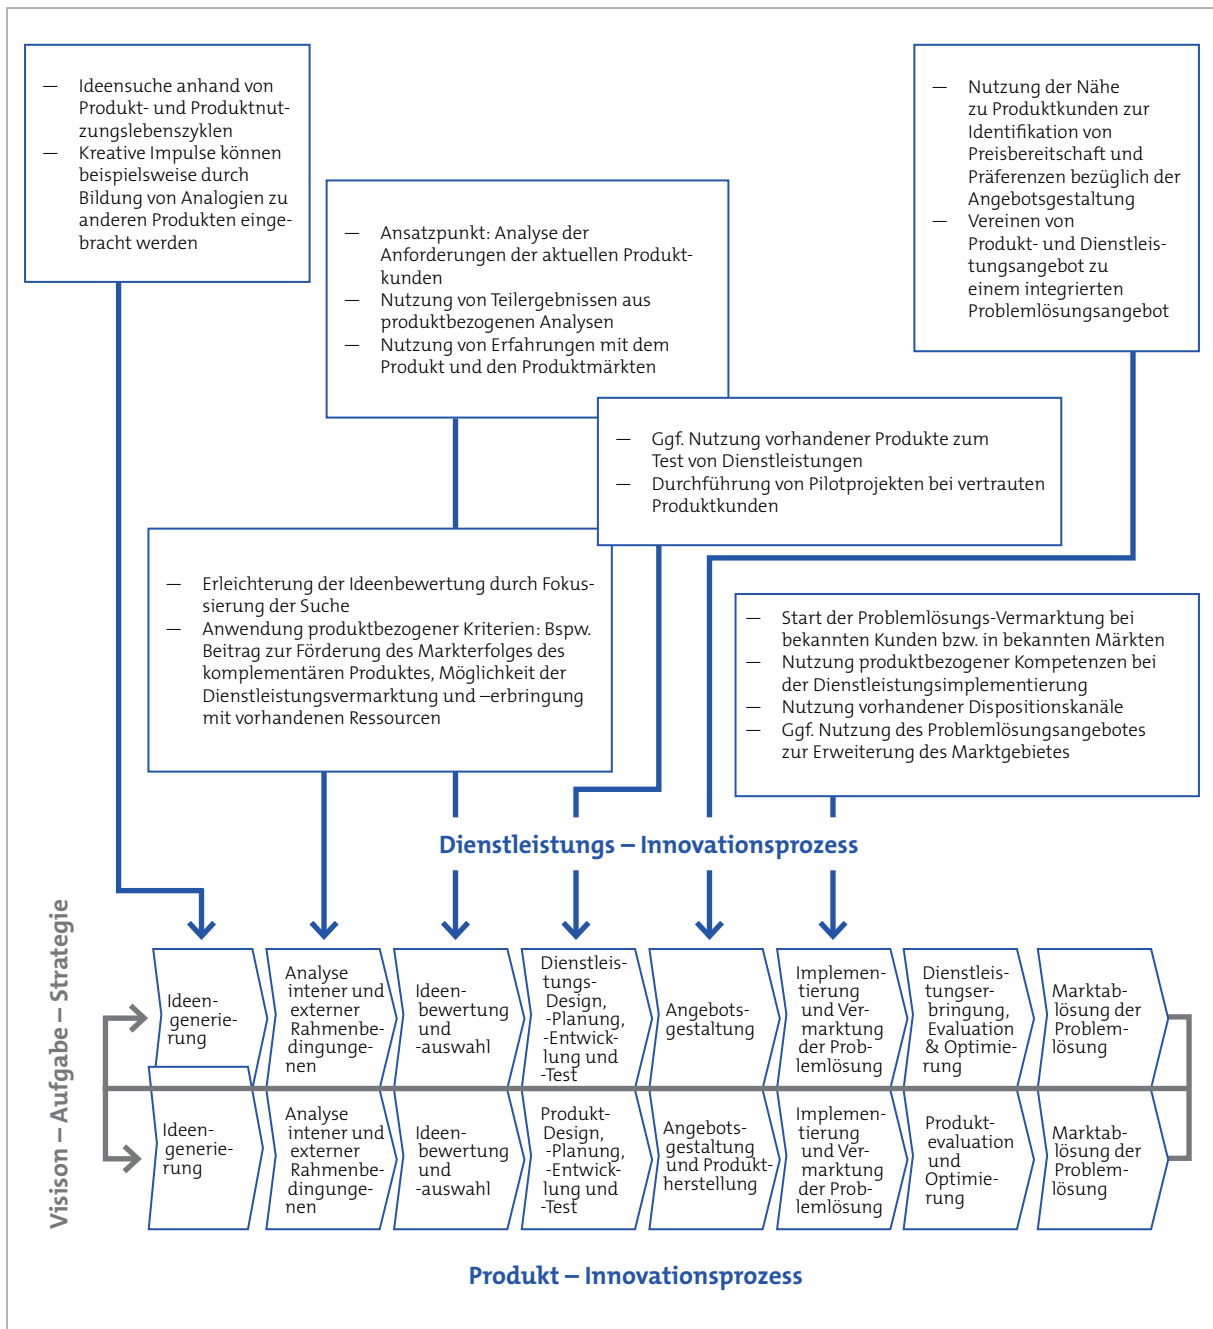 — Ideensuche anhand von
Produkt- und Produktnut-
zungslebenszyklen
— Kreative Impulse können
beispielsweise durch
Bildung von Analogien zu
anderen Produkten einge-
bracht werden
— Ansatzpunkt: Analyse der
Anforderungen der aktuellen Produkt-
kunden
— Nutzung von Teilergebnissen aus
produktbezogenen Analysen
— Nutzung von Erfahrungen mit dem
Produkt und den Produktmärkten
— Nutzung der Nähe
zu Produktkunden zur
Identifikation von
Preisbereitschaft und
Präferenzen bezüglich der
Angebotsgestaltung
— Vereinen von
Produkt- und Dienstleis-
tungsangebot zu
einem integrierten
Problemlösungsangebot
— Ggf. Nutzung vorhandener Produkte zum
Test von Dienstleistungen
— Durchführung von Pilotprojekten bei vertrauten
Produktkunden
— Erleichterung der Ideenbewertung durch Fokus-
sierung der Suche
— Anwendung produktbezogener Kriterien: Bspw.
Beitrag zur Förderung des Markterfolges des
komplementären Produktes, Möglichkeit der
Dienstleistungsvermarktung und –erbringung
mit vorhandenen Ressourcen
— Start der Problemlösungs-Vermarktung bei
bekannten Kunden bzw. in bekannten Märkten
— Nutzung produktbezogener Kompetenzen bei
der Dienstleistungsimplementierung
— Nutzung vorhandener Dispositionskanäle
— Ggf. Nutzung des Problemlösungsangebotes
zur Erweiterung des Marktgebietes
Dienstleistungs – Innovationsprozess
Visison – Aufgabe – Strategie
Ideen-
generie-
rung
Analyse
intener und
externer
Rahmenbe-
dingungе-
nen
Ideen-
bewertung
und
-auswahl
Dienstleis-
tungs-
Design,
-Planung,
-Entwick-
lung und
-Test
Angebots-
gestaltung
Implemen-
tierung
und Ver-
marktung
der Prob-
lemlösung
Dienstleis-
tungser-
bringung,
Evaluation
& Optimie-
rung
Marktab-
lösung der
Problem-
lösung
Ideen-
generie-
rung
Analyse
intener und
externer
Rahmenbe-
dingunge-
nen
Ideen-
bewertung
und
-auswahl
Produkt-
Design,
-Planung,
-Entwick-
lung und
-Test
Angebots-
gestaltung
und Produkt-
herstellung
Implemen-
tierung
und Ver-
marktung
der Prob-
lemlösung
Produkt-
evaluation
und
Optimie-
rung
Marktab-
lösung der
Problem-
lösung
Produkt – Innovationsprozess